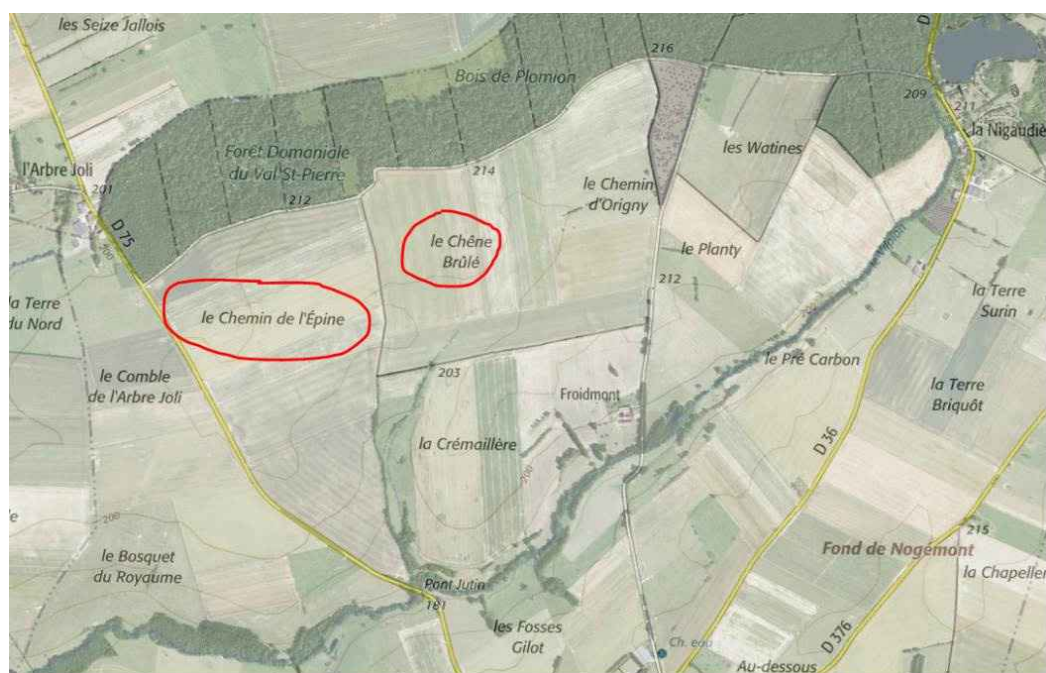 les Seize Jallois
D
216
Bois de Plomion
209
211
la Nigaudiè
les Watines
l'Arbre Joli
Forêt Domaniale
du Val-St-Pierre
214
201
212
le Chemin
d'Origny
D 75
200
le Chêne
Brûlé
le Planty
212
la Terre
du Nord
le Chemin de l'Épine
la Terre
Surin
le Pré Carbon
le Comble
de l'Arbre Joli
203
Froidmont
la Terre
Briquôt
la Crémaillère
D 36
200
200
215
le Bosquet
du Royaume
Fond de Nogémont
la Chapeller
Pont Jutin
181
les Fosses
Gilot
Ch. eau
D 376
Au-dessous